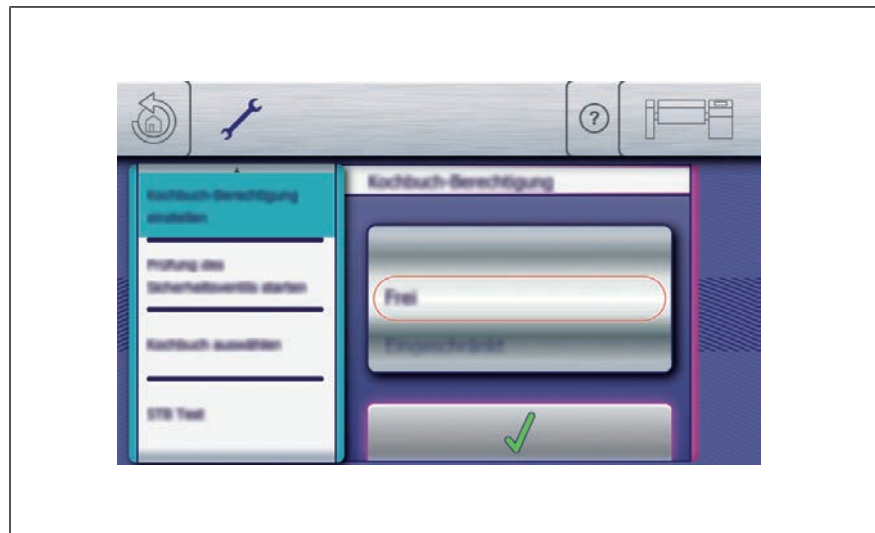 ?
Kochbuch-Berechtigung
einstellen
Prüfung des
Sicherheitsventils starten
Kochbuch auswählen
STB Test
Kochbuch-Berechtigung
Frei
Eingeschränkt